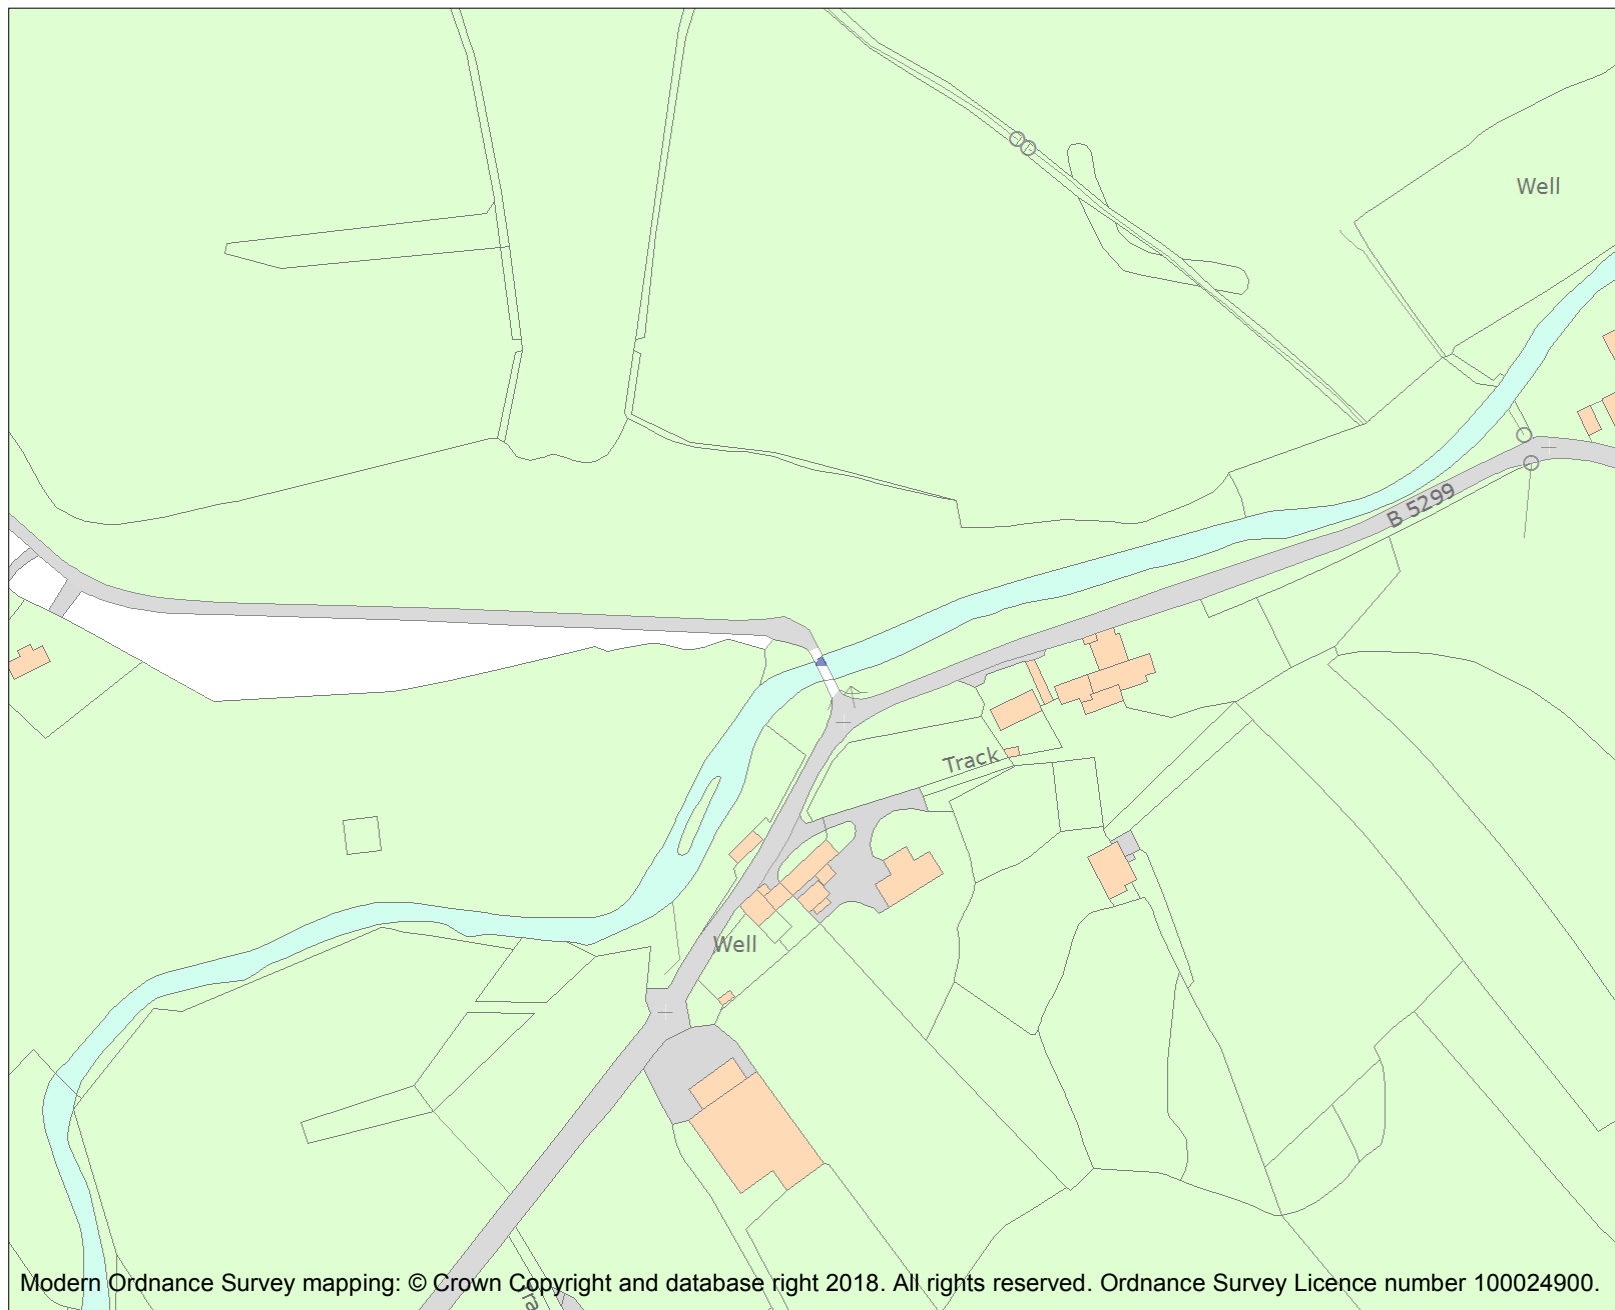 Well
B 5299
Track
Well
Tra
Modern Ordnance Survey mapping: © Crown Copyright and database right 2018. All rights reserved. Ordnance Survey Licence number 100024900.